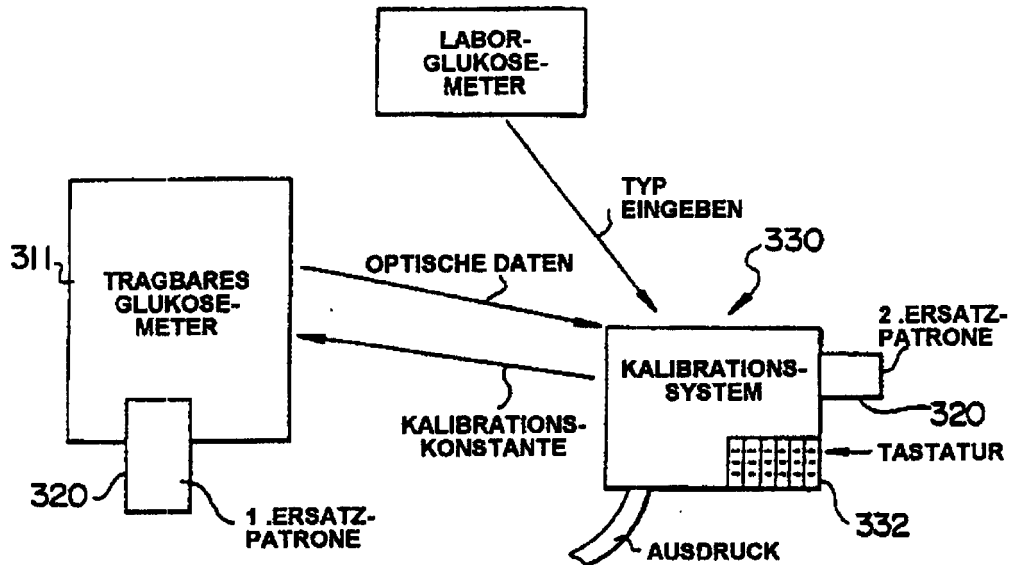 LABOR-
GLUKOSE-
METER
TYP
EINGEBEN
330
311
TRAGBARES
GLUKOSE-
METER
OPTISCHE DATEN
2 .ERSATZ-
PATRONE
KALIBRATIONS-
SYSTEM
320
KALIBRATIONS-
KONSTANTE
TASTATUR
320
332
1 .ERSATZ-
PATRONE
AUSDRUCK